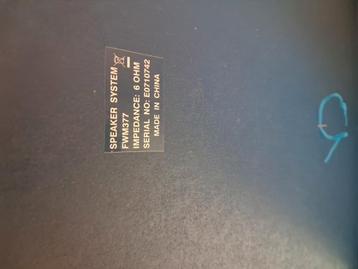 SPEAKER SYSTEM
FWM377
IMPEDANCE: 6 OHM
SERIAL NO: E0710742
MADE IN CHINA